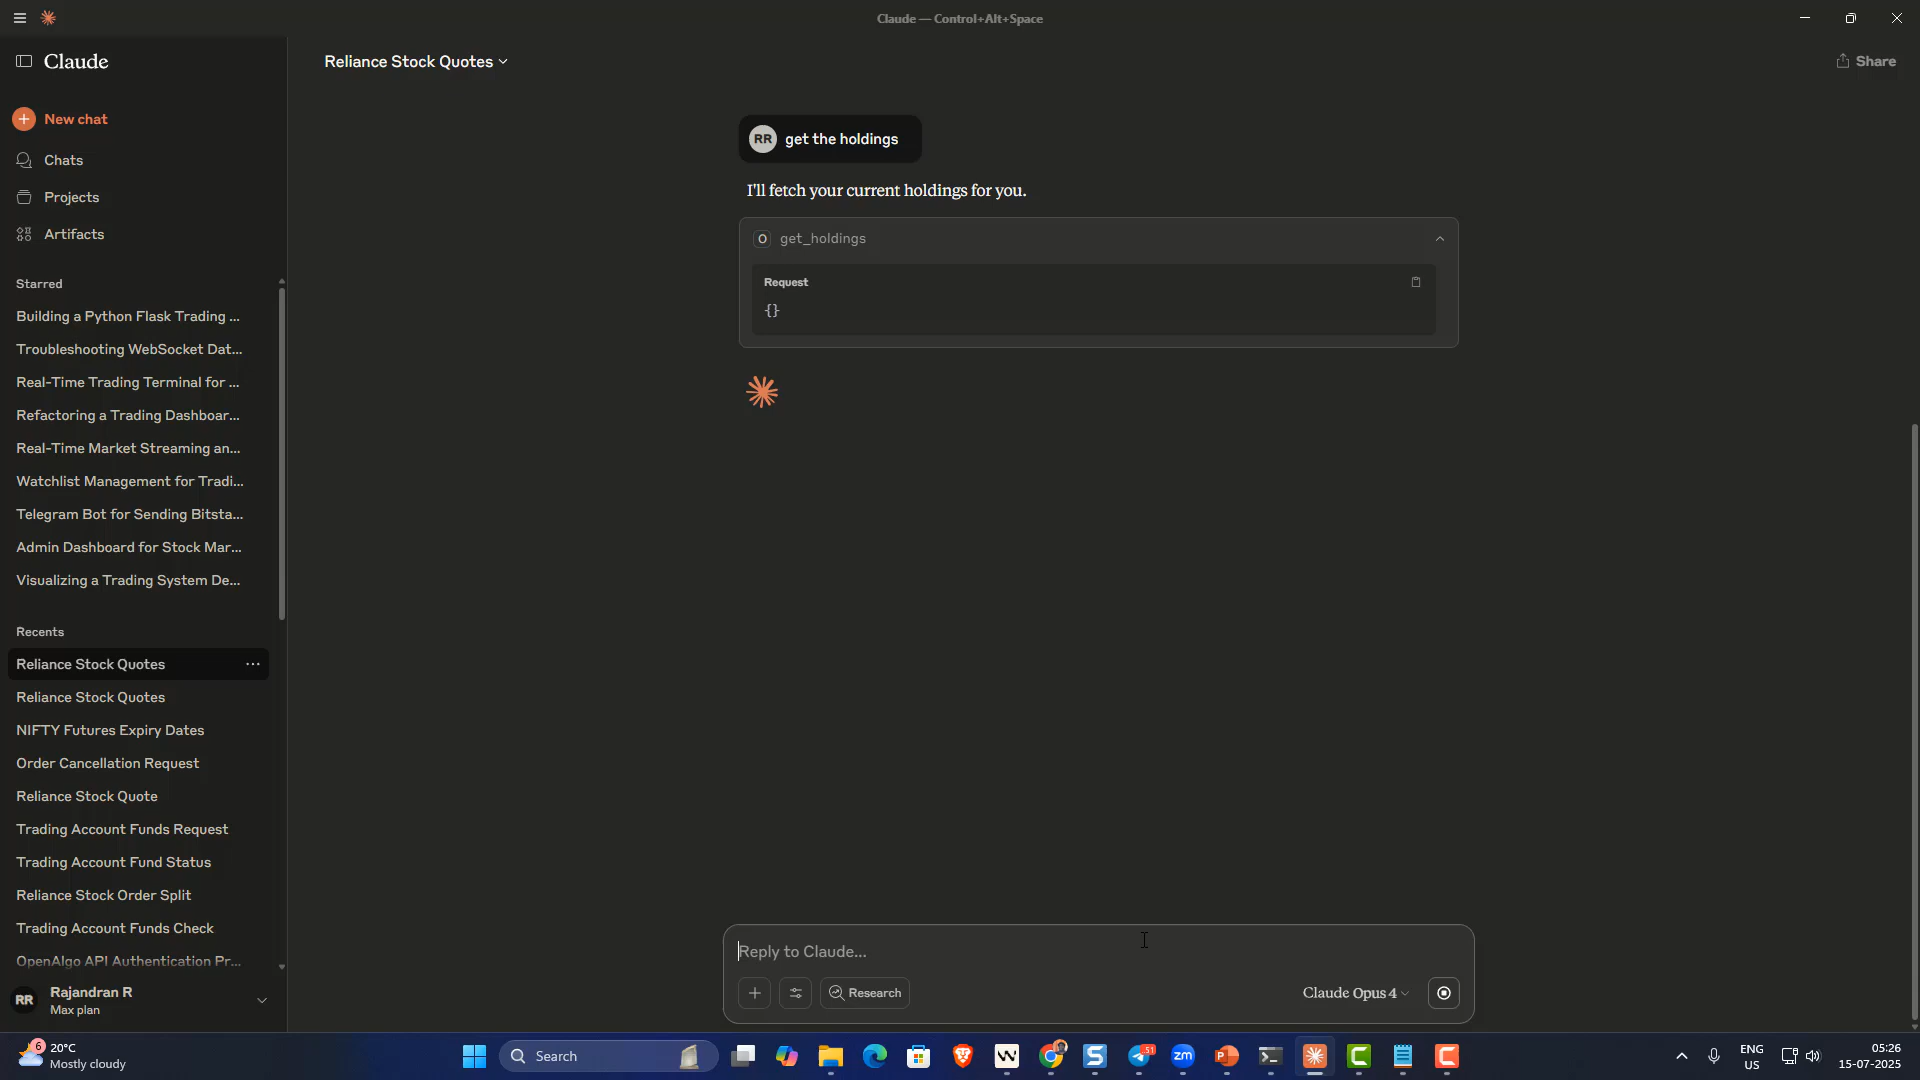 Claude — Control+Alt+Space
Claude
Reliance Stock Quotes
Share
New chat
Chats
Projects
Artifacts
Starred
Building a Python Flask Trading ...
Troubleshooting WebSocket Dat...
Real-Time Trading Terminal for ...
Refactoring a Trading Dashboar...
Real-Time Market Streaming an...
Watchlist Management for Tradi...
Telegram Bot for Sending Bitsta...
Admin Dashboard for Stock Mar...
Visualizing a Trading System De...
Recents
Reliance Stock Quotes
Reliance Stock Quotes
NIFTY Futures Expiry Dates
Order Cancellation Request
Reliance Stock Quote
Trading Account Funds Request
Trading Account Fund Status
Reliance Stock Order Split
Trading Account Funds Check
OpenAlgo API Authentication Pr...
RR
Rajandran R
Max plan
RR get the holdings
I'll fetch your current holdings for you.
O get_holdings
Request
{}
Reply to Claude...
Research
Claude Opus 4
6
20°C
Mostly cloudy
Search
51
zm
ENG
US
05:26
15-07-2025